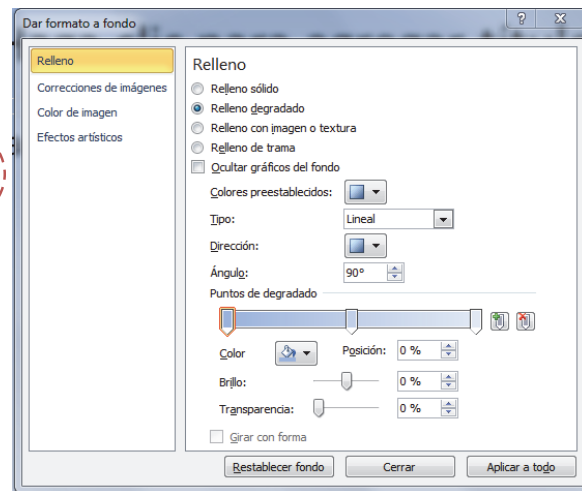 Dar formato a fondo
Relleno
Correcciones de imágenes
Color de imagen
Efectos artísticos
Relleno
Relleno sólido
Relleno degradado
Relleno con imagen o textura
Relleno de trama
Ocultar gráficos del fondo
Colores preestablecidos:
Tipo: Lineal
Dirección:
Ángulo: 90°
Puntos de degradado
Color Posición: 0 %
Brillo: 0 %
Transparencia: 0 %
Girar con forma
Restablecer fondo Cerrar Aplicar a todo